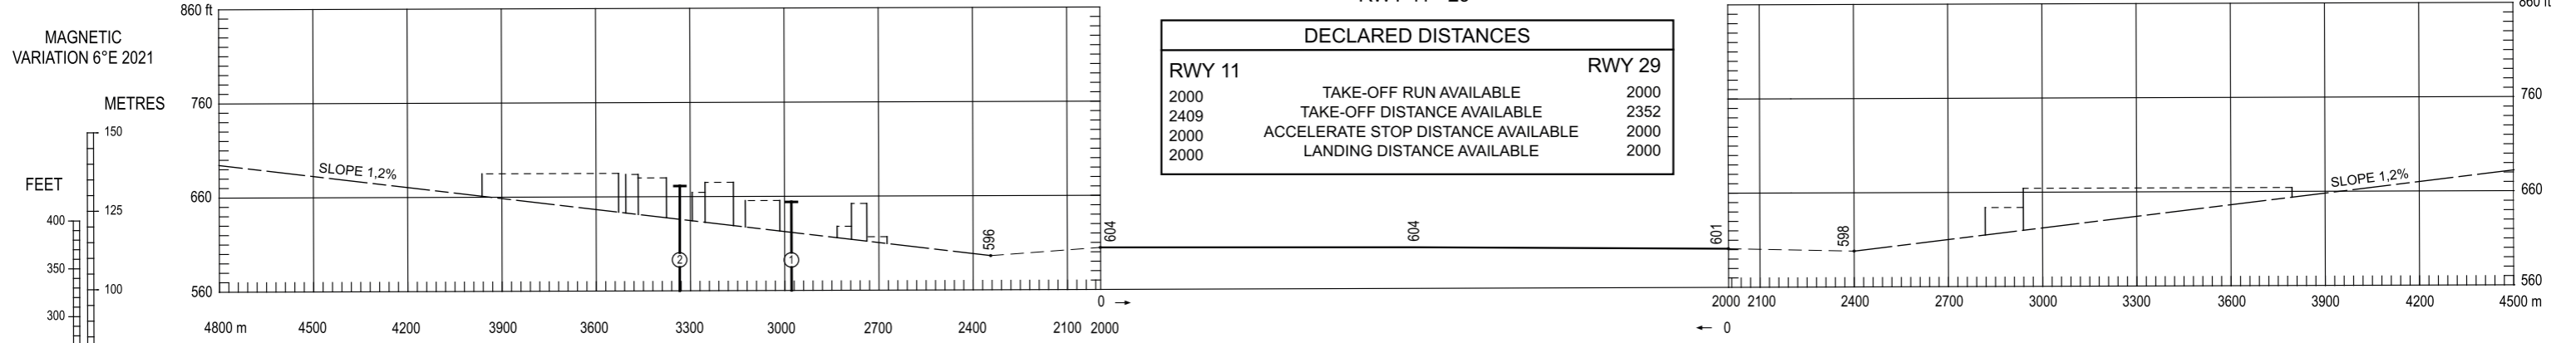 860 ft
860 ft
MAGNETIC
VARIATION 6°E 2021
DECLARED DISTANCES
RWY 11
RWY 29
2000 TAKE-OFF RUN AVAILABLE 2000
2409 TAKE-OFF DISTANCE AVAILABLE 2352
2000 ACCELERATE STOP DISTANCE AVAILABLE 2000
2000 LANDING DISTANCE AVAILABLE 2000
METRES
760
760
150
SLOPE 1,2%
SLOPE 1,2%
FEET
660
660
125
400
596
604
604
601
598
2
1
350
100
560
560
300
0 →
2000 2100 2400 2700 3000 3300 3600 3900 4200 4500 m
4800 m 4500 4200 3900 3600 3300 3000 2700 2400 2100 2000
← 0